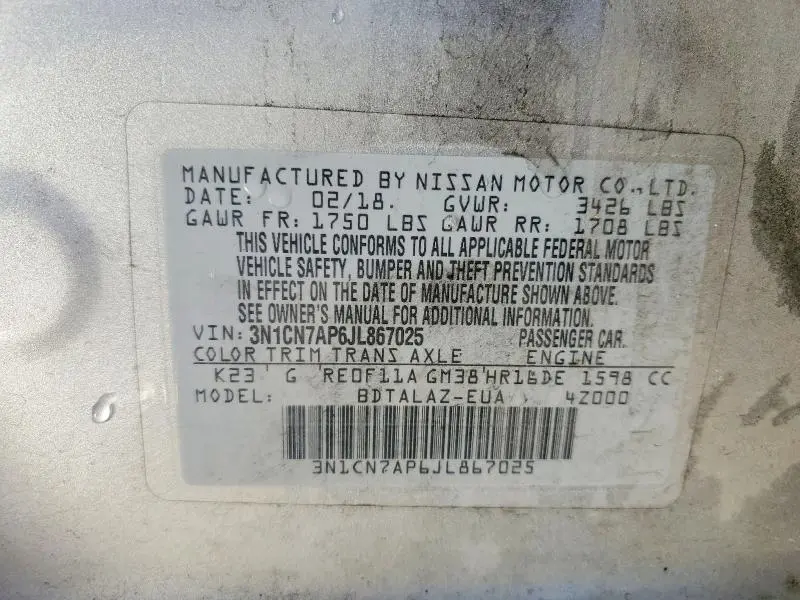 MANUFACTURED BY NISSAN MOTOR CO., LTD.
DATE: 02/18. GVWR: 3426 LBS
GAWR FR: 1750 LBS GAWR RR: 1708 LBS
THIS VEHICLE CONFORMS TO ALL APPLICABLE FEDERAL MOTOR
VEHICLE SAFETY, BUMPER AND THEFT PREVENTION STANDARDS
IN EFFECT ON THE DATE OF MANUFACTURE SHOWN ABOVE.
SEE OWNER'S MANUAL FOR ADDITIONAL INFORMATION.
VIN: 3N1CN7AP6JL867025 PASSENGER CAR.
COLOR TRIM TRANS AXLE ENGINE
K23 G RE0F11A GM38 HR16DE 1598 CC
MODEL: BDTALAZ-EUA 4Z000
3N1CN7AP6JL867025